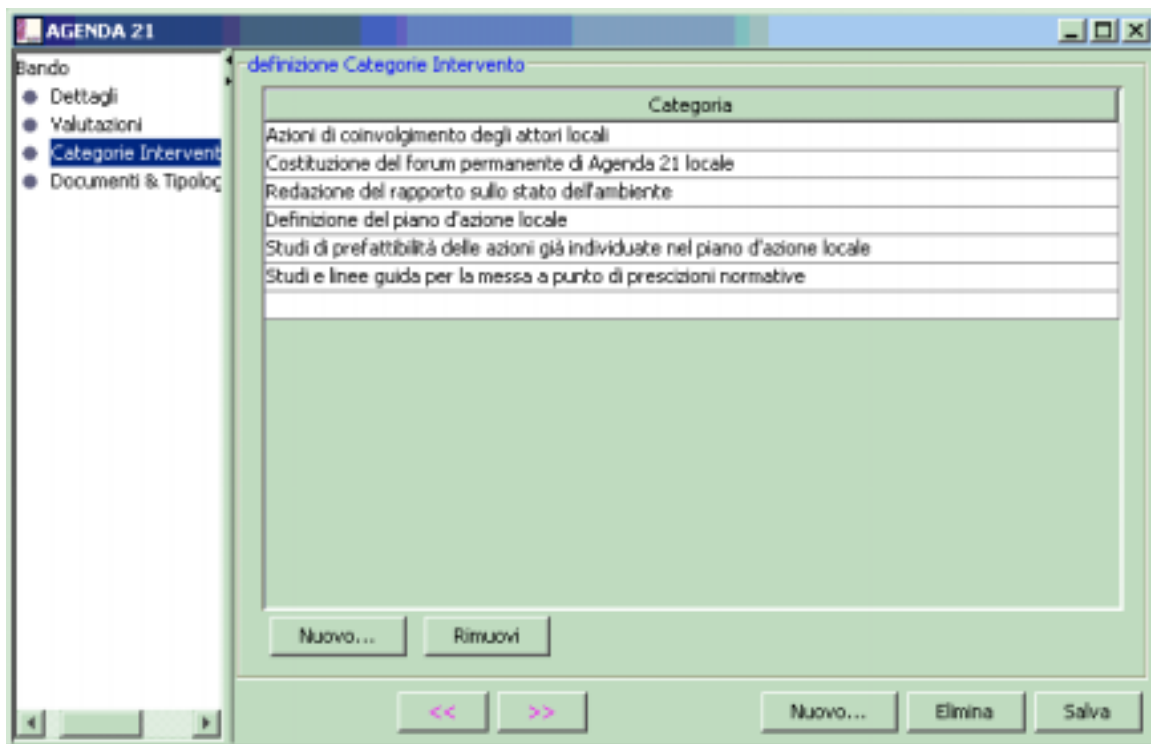 AGENDA 21
Bando
Dettagli
Valutazioni
Categorie Intervent
Documenti & Tipolog
definizione Categorie Intervento
Categoria
Azioni di coinvolgimento degli attori locali
Costituzione del forum permanente di Agenda 21 locale
Redazione del rapporto sullo stato dell'ambiente
Definizione del piano d'azione locale
Studi di prefattibilità delle azioni già individuate nel piano d'azione locale
Studi e linee guida per la messa a punto di prescizioni normative
Nuovo... Rimuovi
<< >> Nuovo... Elimina Salva